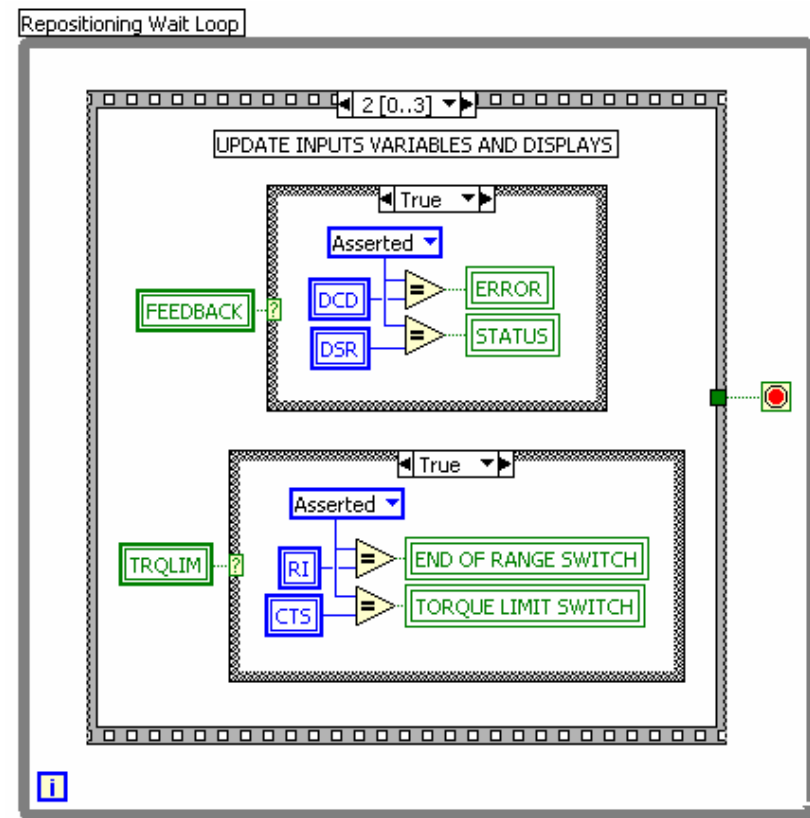 Repositioning Wait Loop
2 [0..3]
UPDATE INPUTS VARIABLES AND DISPLAYS
True
Asserted
FEEDBACK
?
DCD
=
ERROR
DSR
=
STATUS
True
Asserted
TRQLIM
?
RI
=
END OF RANGE SWITCH
CTS
=
TORQUE LIMIT SWITCH
i